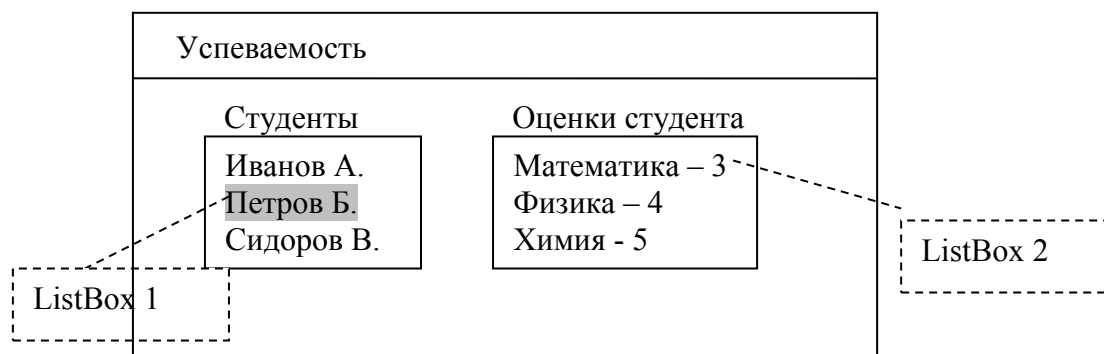 Успеваемость
Студенты
Оценки студента
Иванов А.
Петров Б.
Сидоров В.
Математика – 3
Физика – 4
Химия - 5
ListBox 1
ListBox 2